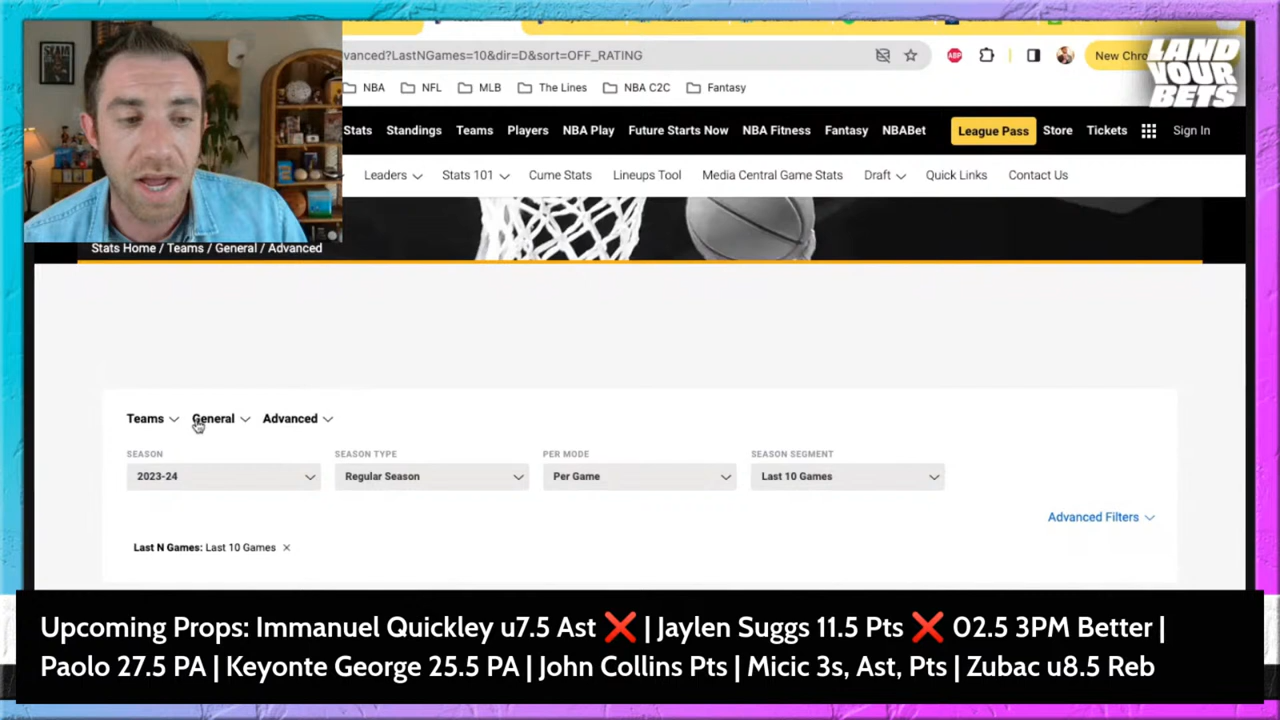 vanced?LastNGames=10&dir=D&sort=OFF_RATING
ABP
New Chro
LAND
YOUR
BETS
NBA
NFL
MLB
The Lines
NBA C2C
Fantasy
Stats Standings Teams Players NBA Play Future Starts Now NBA Fitness Fantasy NBABet League Pass Store Tickets Sign In
Leaders Stats 101 Cume Stats Lineups Tool Media Central Game Stats Draft Quick Links Contact Us
Stats Home / Teams / General / Advanced
Teams General Advanced
SEASON SEASON TYPE PER MODE SEASON SEGMENT
2023-24 Regular Season Per Game Last 10 Games
Advanced Filters
Last N Games: Last 10 Games ×
Upcoming Props: Immanuel Quickley u7.5 Ast ❌ | Jaylen Suggs 11.5 Pts ❌ O2.5 3PM Better |
Paolo 27.5 PA | Keyonte George 25.5 PA | John Collins Pts | Micic 3s, Ast, Pts | Zubac u8.5 Reb